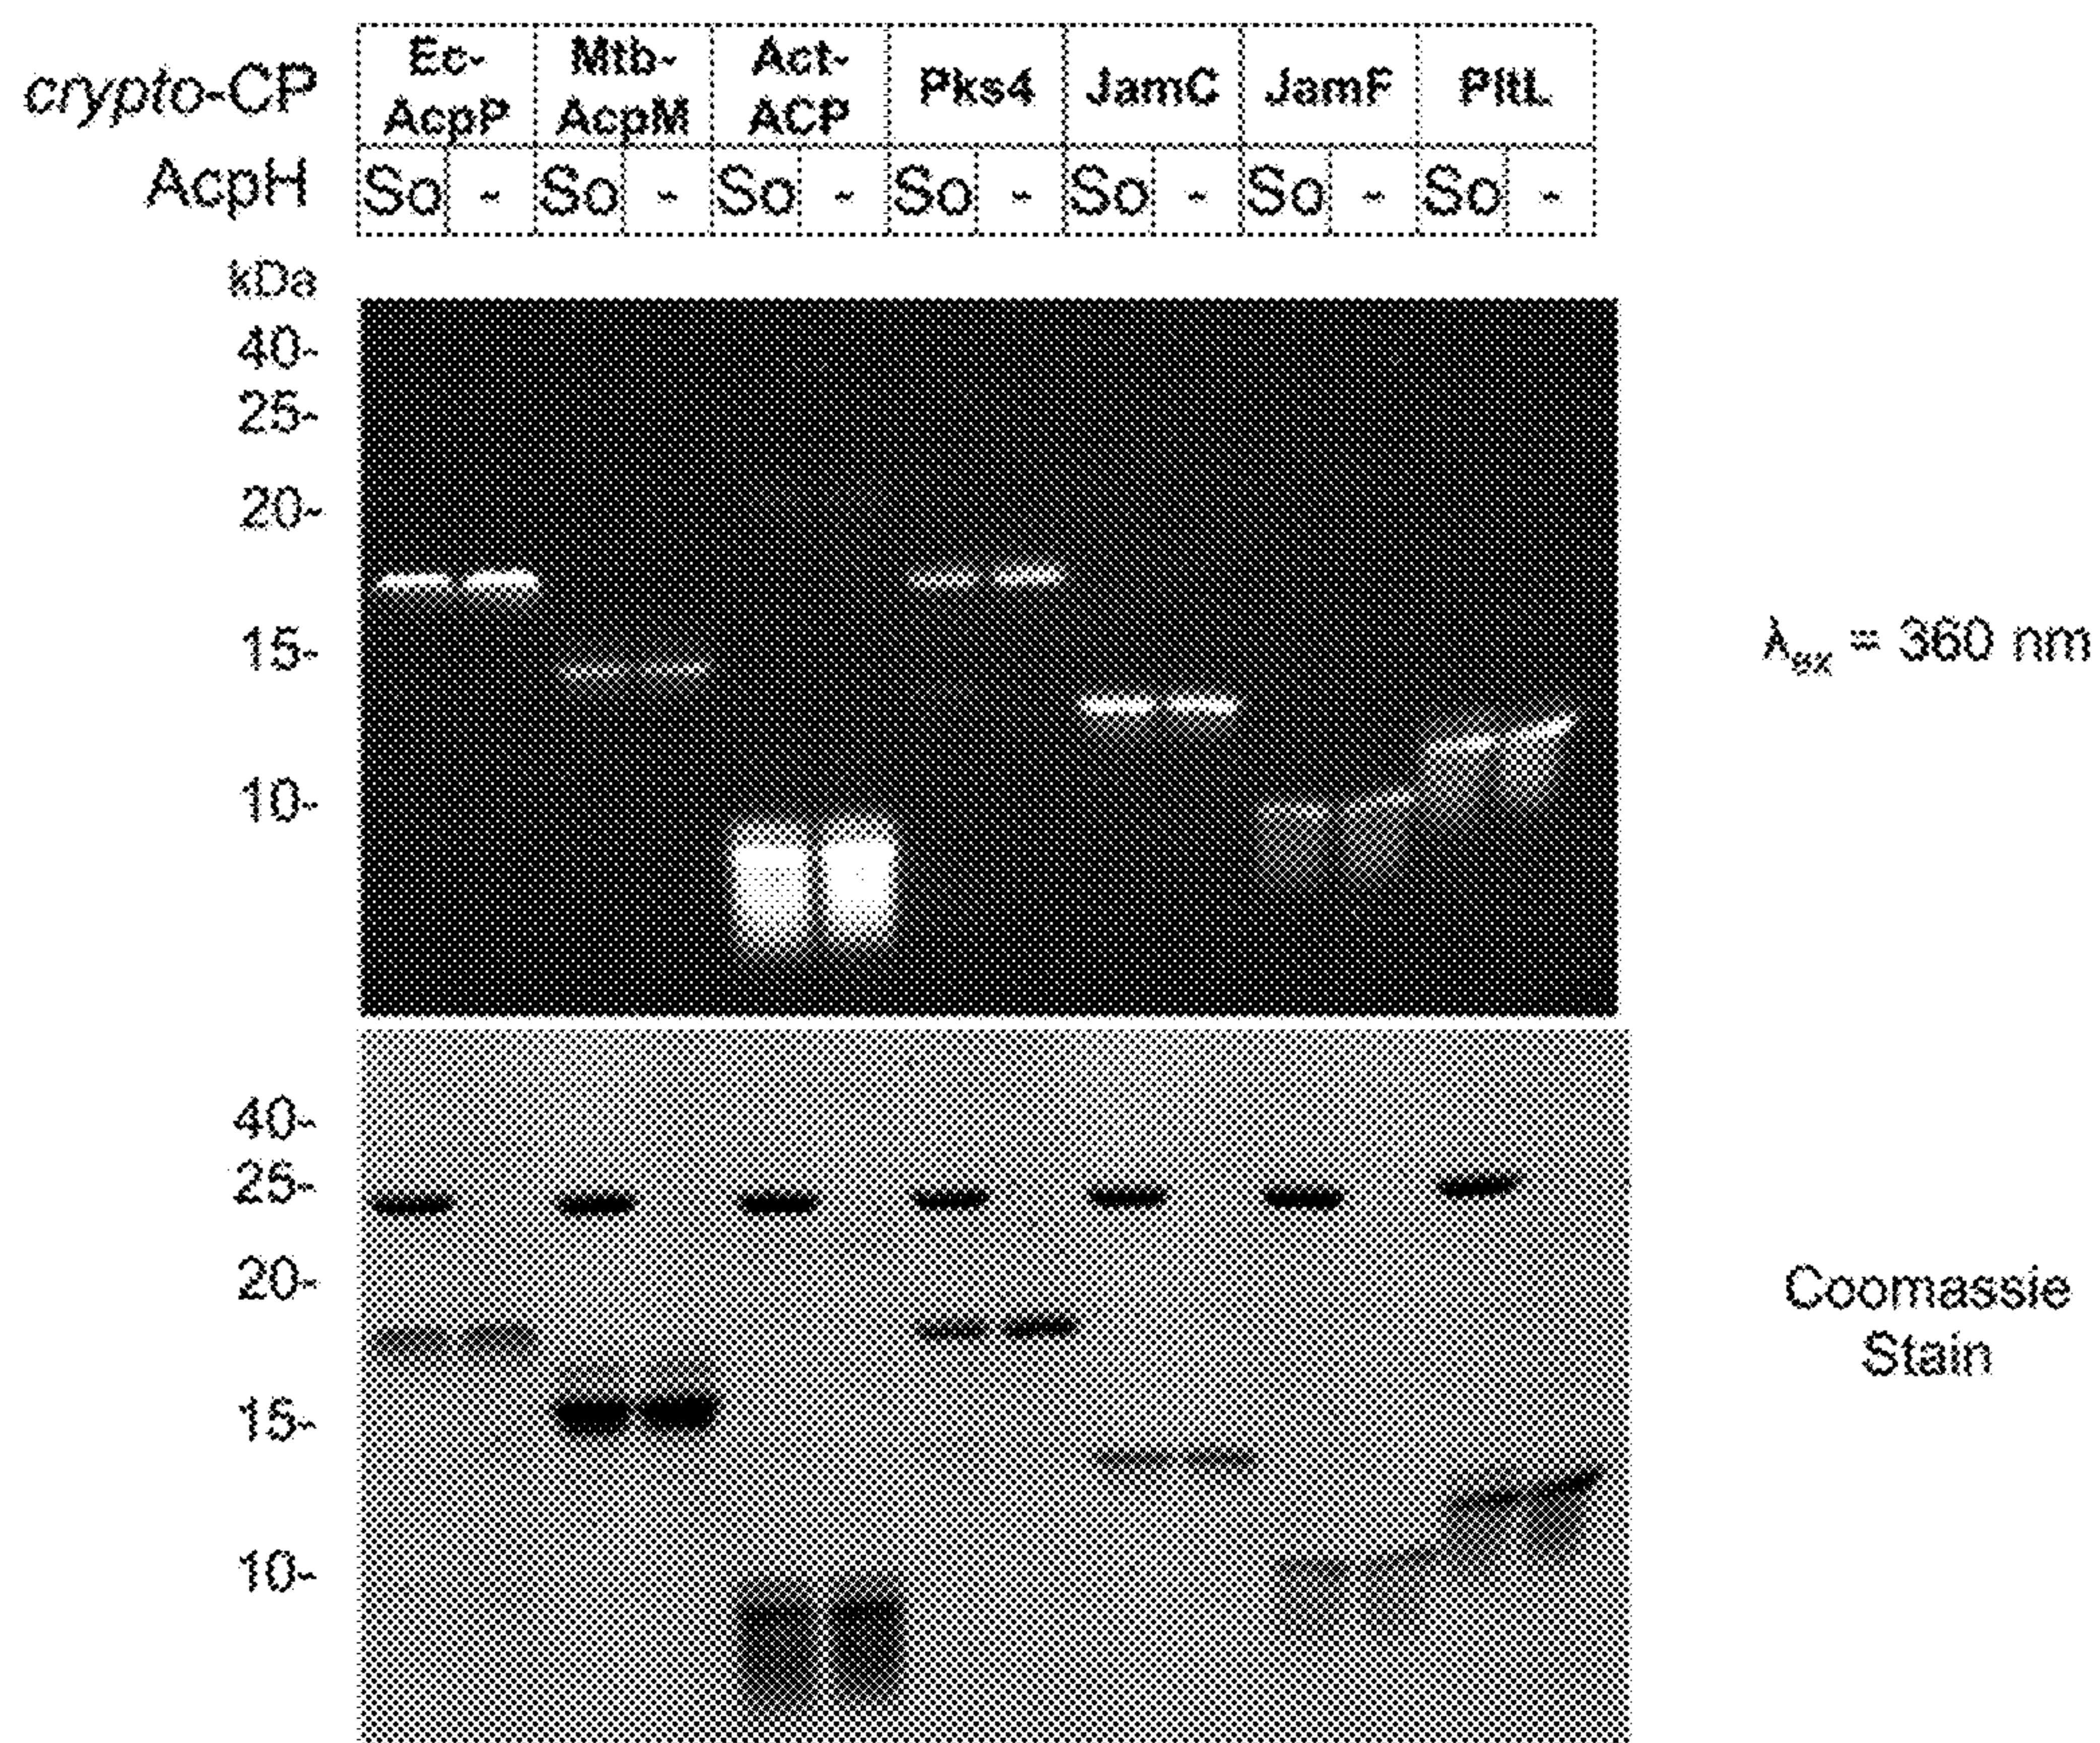 crypto-CP Ec-AcpP Mtb-AcpM Act-ACP Pks4 JamC JamF PltL
AcpH So - So - So - So - So - So - So -
kDa
40-
25-
20-
15-
10-
λex = 360 nm
40-
25-
20-
15-
10-
Coomassie
Stain